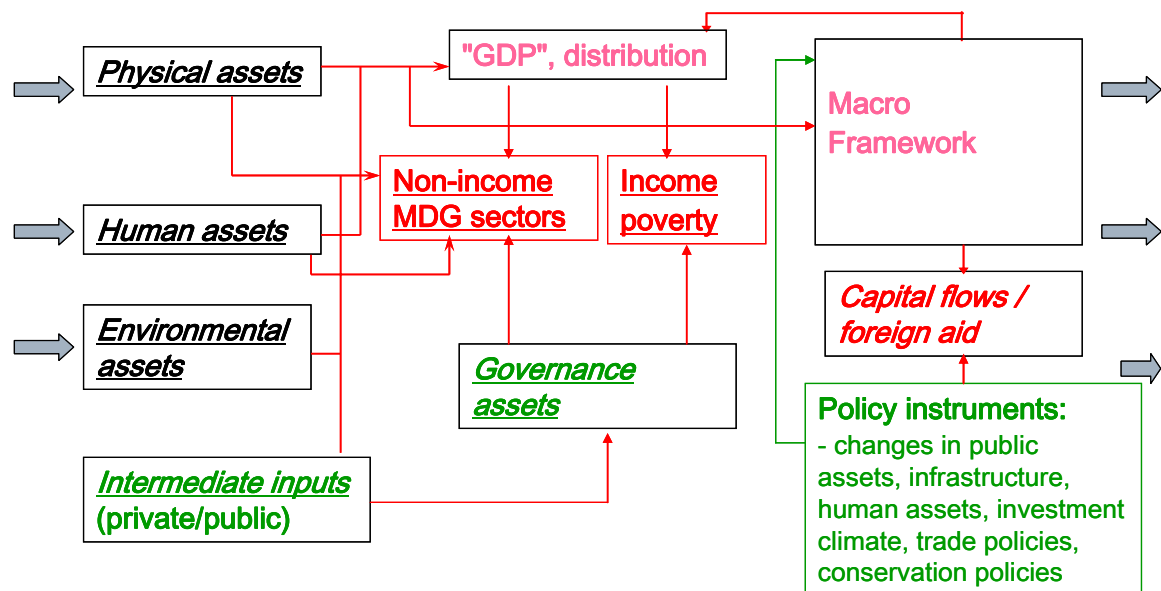 Physical assets
"GDP", distribution
Macro
Framework
Non-income
MDG sectors
Income
poverty
Human assets
Capital flows /
foreign aid
Environmental
assets
Governance
assets
Policy instruments:
- changes in public
assets, infrastructure,
human assets, investment
climate, trade policies,
conservation policies
Intermediate inputs
(private/public)